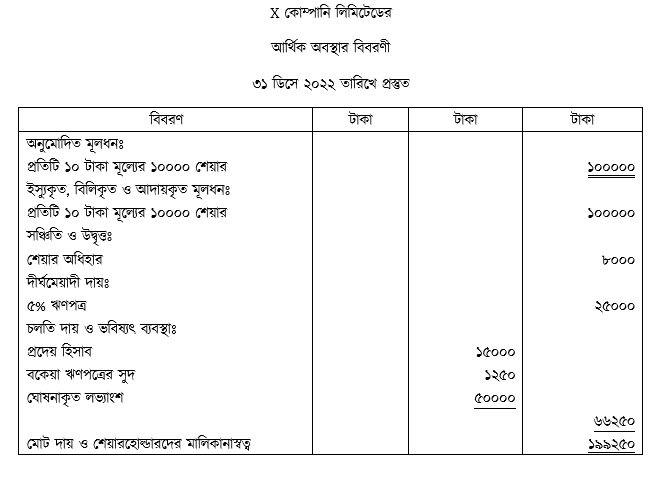 X কোম্পানি লিমিটেডের
আর্থিক অবস্থার বিবরণী
৩১ ডিসে ২০২২ তারিখে প্রস্তুত
বিবরণ টাকা টাকা টাকা
অনুমোদিত মূলধনঃ
প্রতিটি ১০ টাকা মূল্যের ১০০০০ শেয়ার ১০০০০০
ইস্যুকৃত, বিলিকৃত ও আদায়কৃত মূলধনঃ
প্রতিটি ১০ টাকা মূল্যের ১০০০০ শেয়ার ১০০০০০
সঞ্চিতি ও উদ্বৃত্তঃ
শেয়ার অধিহার ৮০০০
দীর্ঘমেয়াদী দায়ঃ
৫% ঋণপত্র ২৫০০০
চলতি দায় ও ভবিষ্যৎ ব্যবস্থাঃ
প্রদেয় হিসাব ১৫০০০
বকেয়া ঋণপত্রের সুদ ১২৫০
ঘোষনাকৃত লভ্যাংশ ৫০০০০
৬৬২৫০
মোট দায় ও শেয়ারহোল্ডারদের মালিকানাস্বত্ব ১৯৯২৫০